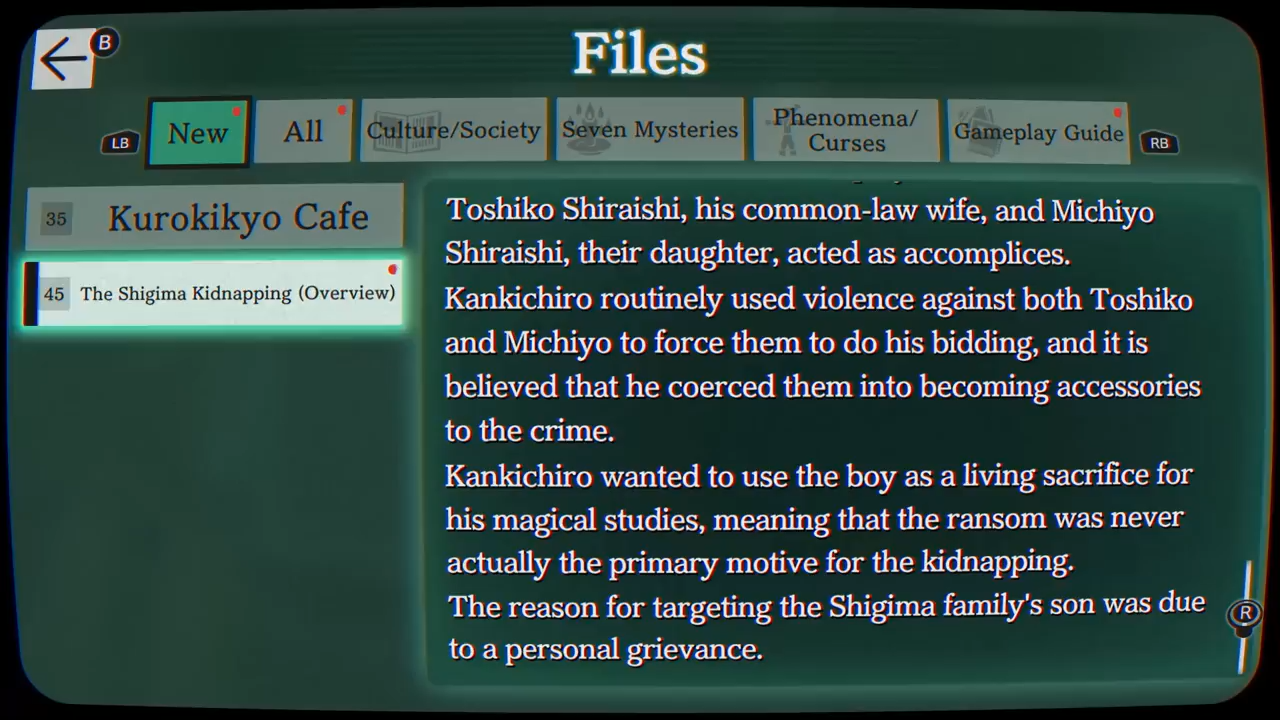 B
Files
LB
New
All
Culture/Society
Seven Mysteries
Phenomena/
Curses
Gameplay Guide
RB
35
Kurokikyo Cafe
45
The Shigima Kidnapping (Overview)
Toshiko Shiraishi, his common-law wife, and Michiyo
Shiraishi, their daughter, acted as accomplices.
Kankichiro routinely used violence against both Toshiko
and Michiyo to force them to do his bidding, and it is
believed that he coerced them into becoming accessories
to the crime.
Kankichiro wanted to use the boy as a living sacrifice for
his magical studies, meaning that the ransom was never
actually the primary motive for the kidnapping.
The reason for targeting the Shigima family's son was due
to a personal grievance.
R